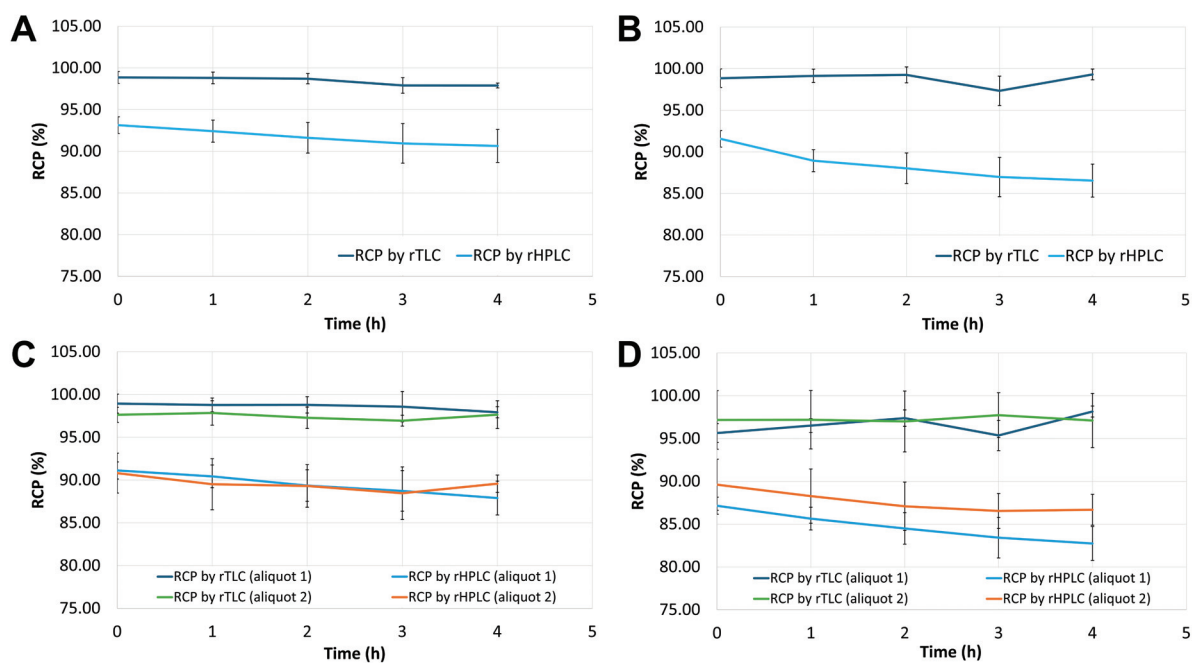 A
105.00
100.00
95.00
90.00
85.00
80.00
75.00
RCP (%)
RCP by rTLC RCP by rHPLC
0 1 2 3 4 5
Time (h)
B
105.00
100.00
95.00
90.00
85.00
80.00
75.00
RCP (%)
RCP by rTLC RCP by rHPLC
0 1 2 3 4 5
Time (h)
C
105.00
100.00
95.00
90.00
85.00
80.00
75.00
RCP (%)
RCP by rTLC (aliquot 1) RCP by rHPLC (aliquot 1)
RCP by rTLC (aliquot 2) RCP by rHPLC (aliquot 2)
0 1 2 3 4 5
Time (h)
D
105.00
100.00
95.00
90.00
85.00
80.00
75.00
RCP (%)
RCP by rTLC (aliquot 1) RCP by rHPLC (aliquot 1)
RCP by rTLC (aliquot 2) RCP by rHPLC (aliquot 2)
0 1 2 3 4 5
Time (h)